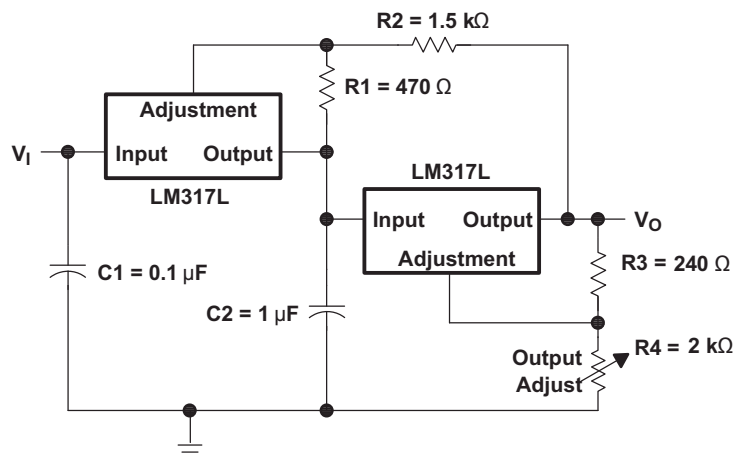 R2 = 1.5 kΩ
R1 = 470 Ω
Adjustment
VI
Input Output
LM317L
LM317L
Input Output
VO
Adjustment
R3 = 240 Ω
C1 = 0.1 µF
C2 = 1 µF
R4 = 2 kΩ
Output
Adjust